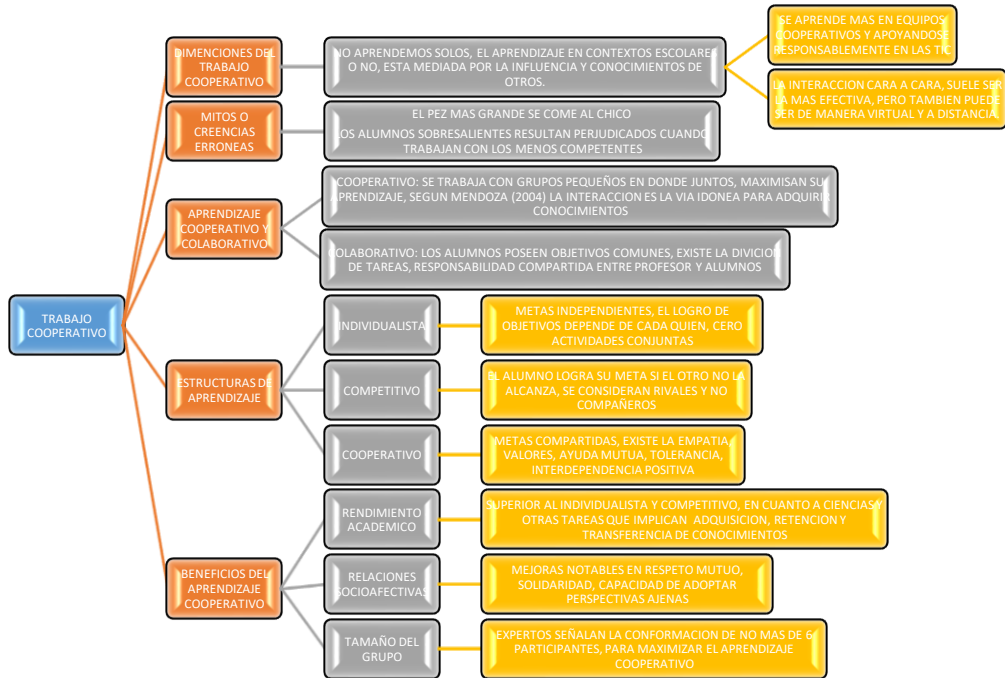 TRABAJO
COOPERATIVO
DIMENCIONES DEL
TRABAJO
COOPERATIVO
NO APRENDEMOS SOLOS, EL APRENDIZAJE EN CONTEXTOS ESCOLARES
O NO, ESTA MEDIADA POR LA INFLUENCIA Y CONOCIMIENTOS DE
OTROS.
SE APRENDE MAS EN EQUIPOS
COOPERATIVOS Y APOYANDOSE
RESPONSABLEMENTE EN LAS TIC
LA INTERACCION CARA A CARA, SUELE SER
LA MAS EFECTIVA, PERO TAMBIEN PUEDE
SER DE MANERA VIRTUAL Y A DISTANCIA
MITOS O
CREENCIAS
ERRONEAS
EL PEZ MAS GRANDE SE COME AL CHICO
LOS ALUMNOS SOBRESALIENTES RESULTAN PERJUDICADOS CUANDO
TRABAJAN CON LOS MENOS COMPETENTES
APRENDIZAJE
COOPERATIVO Y
COLABORATIVO
COOPERATIVO: SE TRABAJA CON GRUPOS PEQUEÑOS EN DONDE JUNTOS, MAXIMISAN SU
APRENDIZAJE, SEGUN MENDOZA (2004) LA INTERACCION ES LA VIA IDONEA PARA ADQUIRIR
CONOCIMIENTOS
COLABORATIVO: LOS ALUMNOS POSEEN OBJETIVOS COMUNES, EXISTE LA DIVICION
DE TAREAS, RESPONSABILIDAD COMPARTIDA ENTRE PROFESOR Y ALUMNOS
ESTRUCTURAS DE
APRENDIZAJE
INDIVIDUALISTA
METAS INDEPENDIENTES, EL LOGRO DE
OBJETIVOS DEPENDE DE CADA QUIEN, CERO
ACTIVIDADES CONJUNTAS
COMPETITIVO
EL ALUMNO LOGRA SU META SI EL OTRO NO LA
ALCANZA, SE CONSIDERAN RIVALES Y NO
COMPAÑEROS
COOPERATIVO
METAS COMPARTIDAS, EXISTE LA EMPATIA,
VALORES, AYUDA MUTUA, TOLERANCIA,
INTERDEPENDENCIA POSITIVA
BENEFICIOS DEL
APRENDIZAJE
COOPERATIVO
RENDIMIENTO
ACADEMICO
SUPERIOR AL INDIVIDUALISTA Y COMPETITIVO, EN CUANTO A CIENCIAS Y
OTRAS TAREAS QUE IMPLICAN ADQUISICION, RETENCION Y
TRANSFERENCIA DE CONOCIMIENTOS
RELACIONES
SOCIOAFECTIVAS
MEJORAS NOTABLES EN RESPETO MUTUO,
SOLIDARIDAD, CAPACIDAD DE ADOPTAR
PERSPECTIVAS AJENAS
TAMAÑO DEL
GRUPO
EXPERTOS SEÑALAN LA CONFORMACION DE NO MAS DE 6
PARTICIPANTES, PARA MAXIMIZAR EL APRENDIZAJE
COOPERATIVO